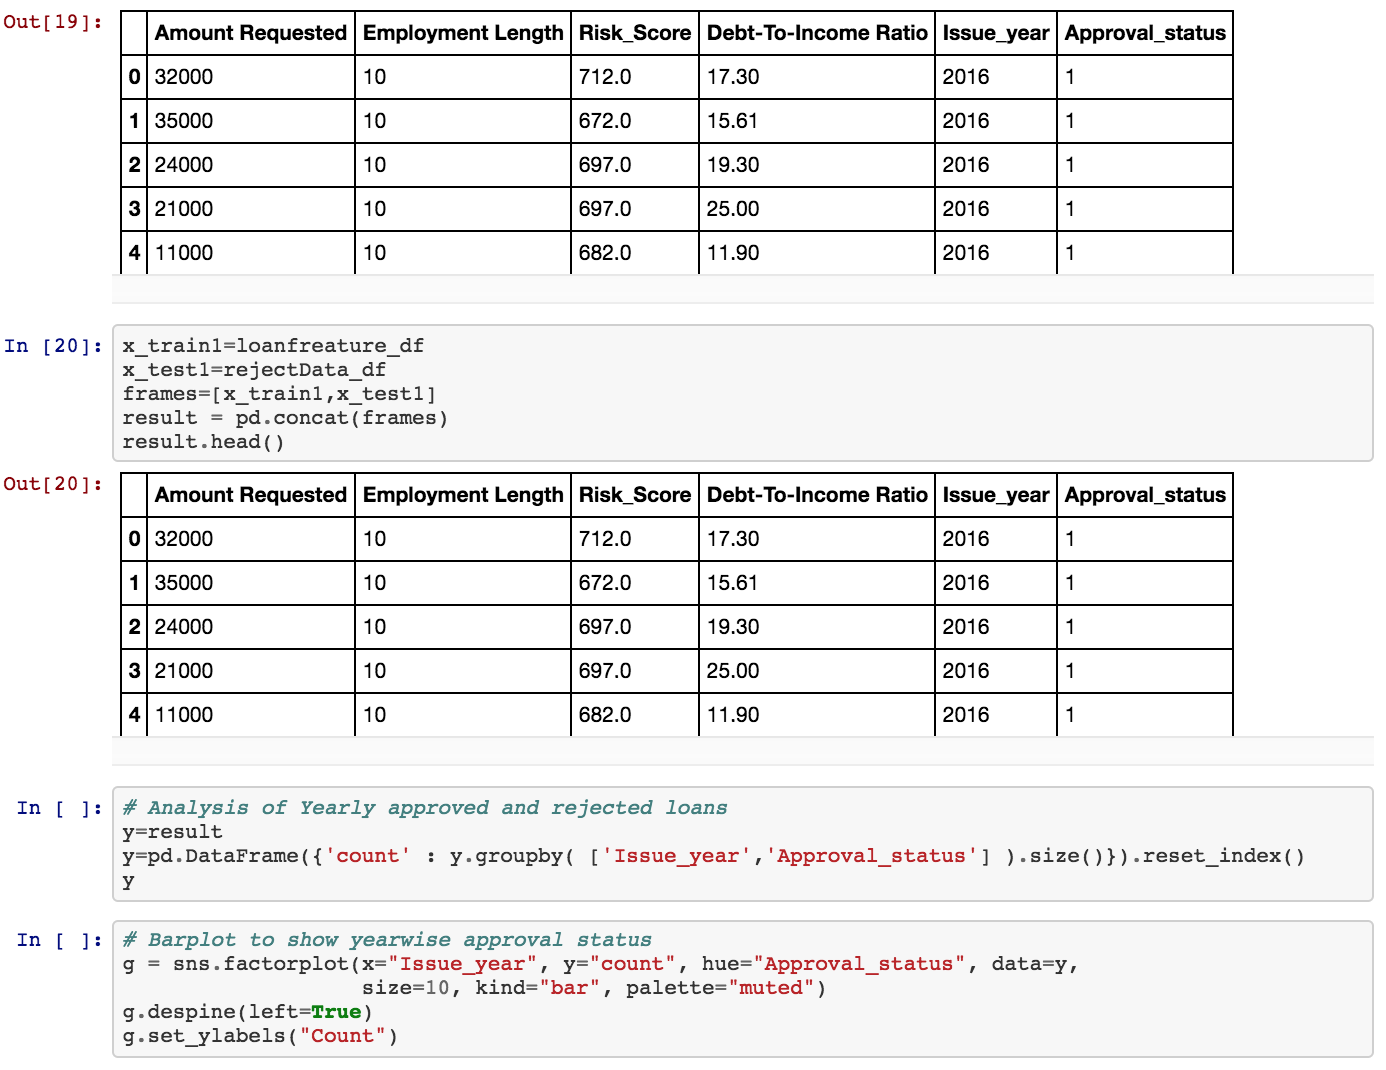 Out[19]:
Amount Requested Employment Length Risk_Score Debt-To-Income Ratio Issue_year Approval_status
0 32000 10 712.0 17.30 2016 1
1 35000 10 672.0 15.61 2016 1
2 24000 10 697.0 19.30 2016 1
3 21000 10 697.0 25.00 2016 1
4 11000 10 682.0 11.90 2016 1
In [20]:
x_train1=loanfreature_df
x_test1=rejectData_df
frames=[x_train1,x_test1]
result = pd.concat(frames)
result.head()
Out[20]:
Amount Requested Employment Length Risk_Score Debt-To-Income Ratio Issue_year Approval_status
0 32000 10 712.0 17.30 2016 1
1 35000 10 672.0 15.61 2016 1
2 24000 10 697.0 19.30 2016 1
3 21000 10 697.0 25.00 2016 1
4 11000 10 682.0 11.90 2016 1
In [ ]:
# Analysis of Yearly approved and rejected loans
y=result
y=pd.DataFrame({'count' : y.groupby( ['Issue_year','Approval_status'] ).size()}).reset_index()
y
In [ ]:
# Barplot to show yearwise approval status
g = sns.factorplot(x="Issue_year", y="count", hue="Approval_status", data=y,
size=10, kind="bar", palette="muted")
g.despine(left=True)
g.set_ylabels("Count")